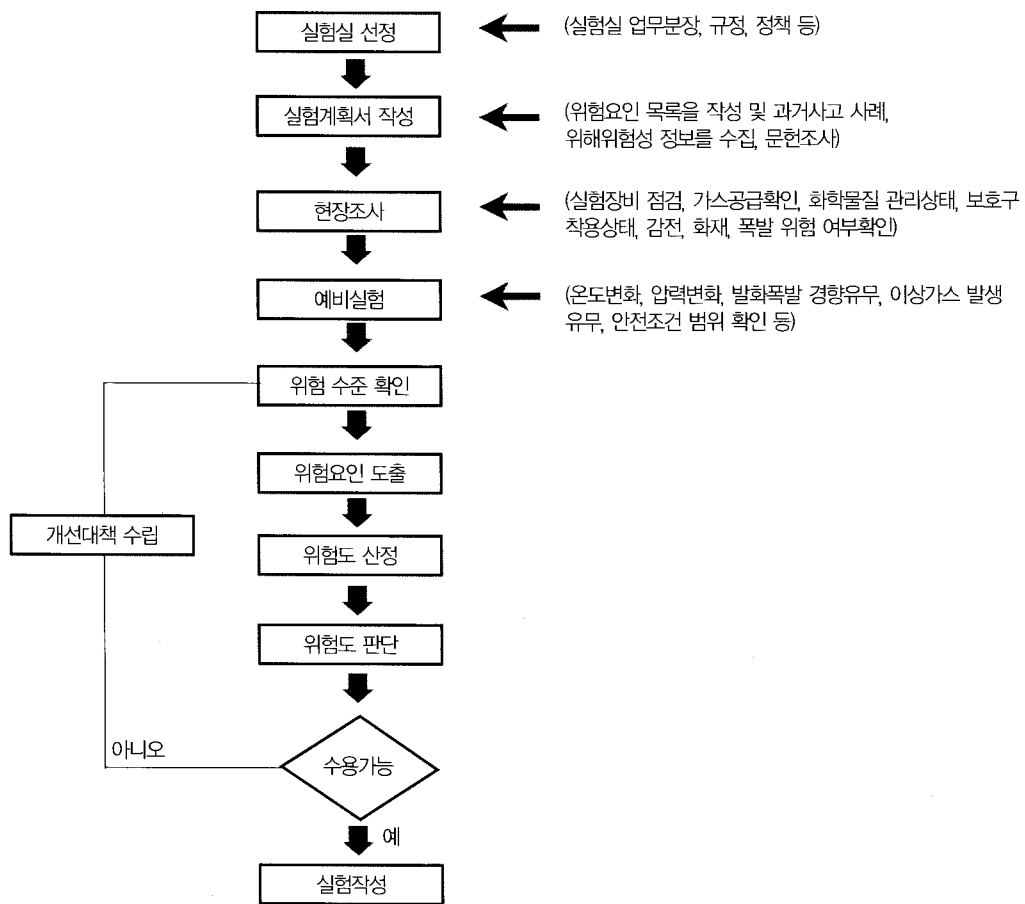 실험실 선정
(실험실 업무분장, 규정, 정책 등)
실험계획서 작성
(위험요인 목록을 작성 및 과거사고 사례,
위해위험성 정보를 수집, 문헌조사)
현장조사
(실험장비 점검, 가스공급확인, 화학물질 관리상태, 보호구
착용상태, 감전, 화재, 폭발 위험 여부확인)
예비실험
(온도변화, 압력변화, 발화폭발 경향유무, 이상가스 발생
유무, 안전조건 범위 확인 등)
위험 수준 확인
위험요인 도출
개선대책 수립
위험도 산정
위험도 판단
아니오
수용가능
예
실험작성